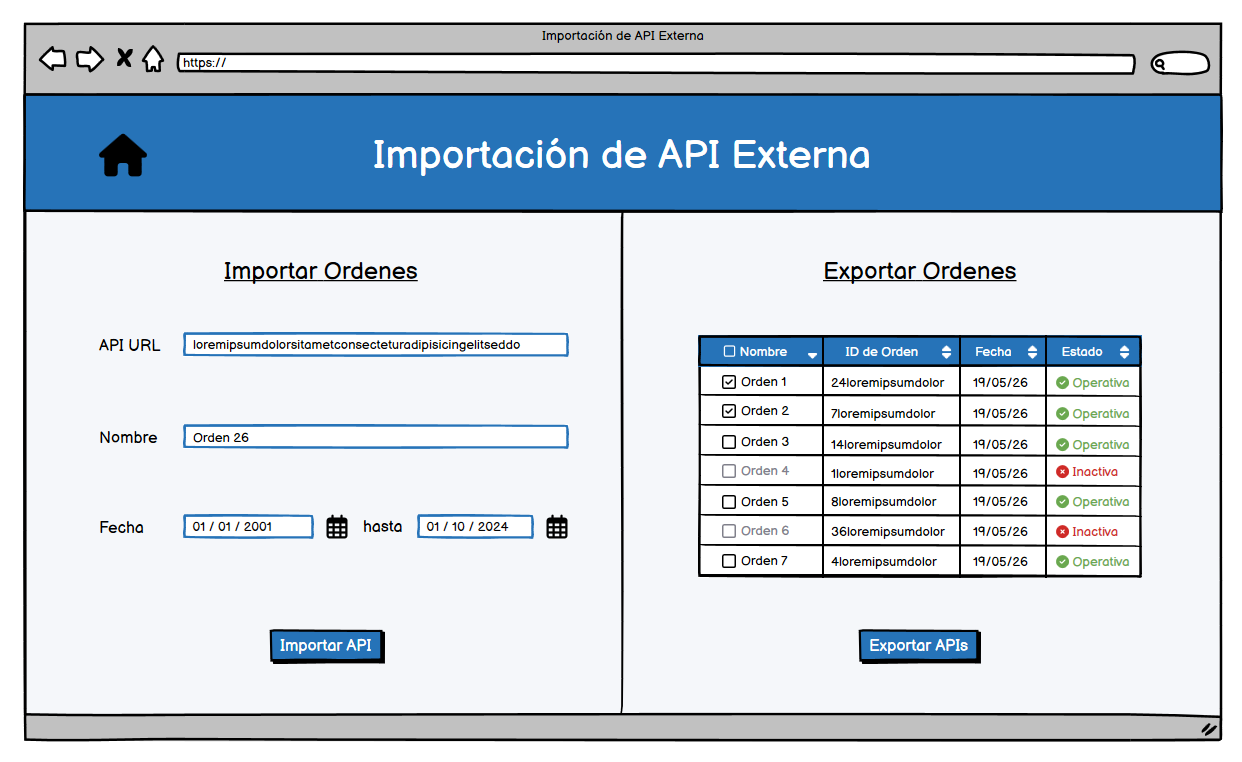 Importación de API Externa
https://
Importación de API Externa
Importar Ordenes
API URL loremipsumdolorsitametconsecteturadipisicingelitseddo
Nombre Orden 26
Fecha 01 / 01 / 2001 hasta 01 / 10 / 2024
Importar API
Exportar Ordenes
Nombre ID de Orden Fecha Estado
Orden 1 24loremipsumdolor 19/05/26 Operativa
Orden 2 7loremipsumdolor 19/05/26 Operativa
Orden 3 14loremipsumdolor 19/05/26 Operativa
Orden 4 1loremipsumdolor 19/05/26 Inactiva
Orden 5 8loremipsumdolor 19/05/26 Operativa
Orden 6 36loremipsumdolor 19/05/26 Inactiva
Orden 7 4loremipsumdolor 19/05/26 Operativa
Exportar APIs